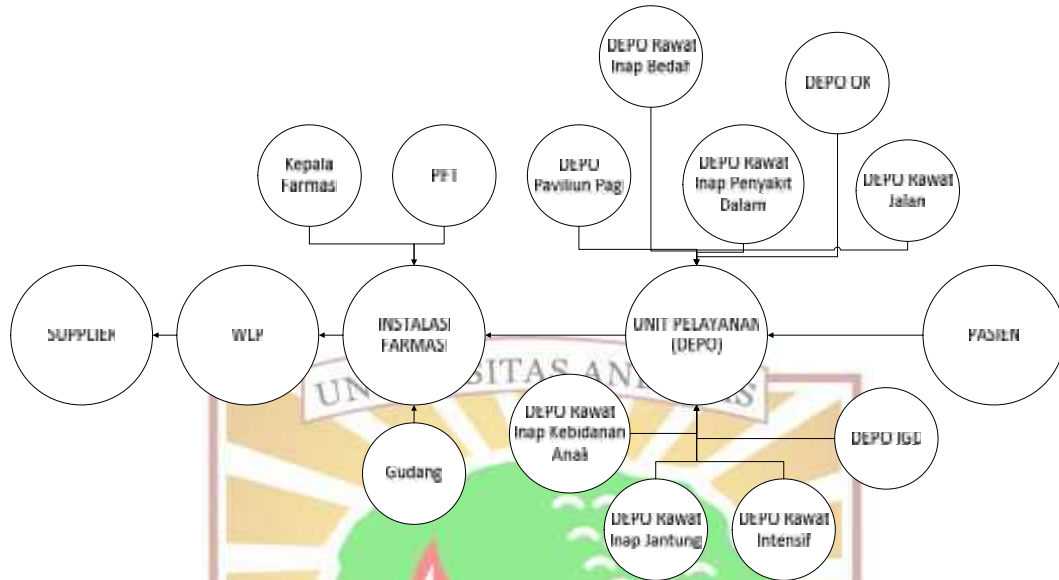 DEPO Rawat
Inap Bedah
DEPO OK
Kepala
Farmasi
PFT
DEPO
Paviliun Pagi
DEPO Rawat
Inap Penyakit
Dalam
DEPO Rawat
Jalan
SUPPLIER
WLP
INSTALASI
FARMASI
UNIT PELAYANAN
(DEPO)
PASIEN
DEPO Rawat
Inap Kebidanan
Anak
DEPO IGD
Gudang
DEPO Rawat
Inap Jantung
DEPO Rawat
Intensif